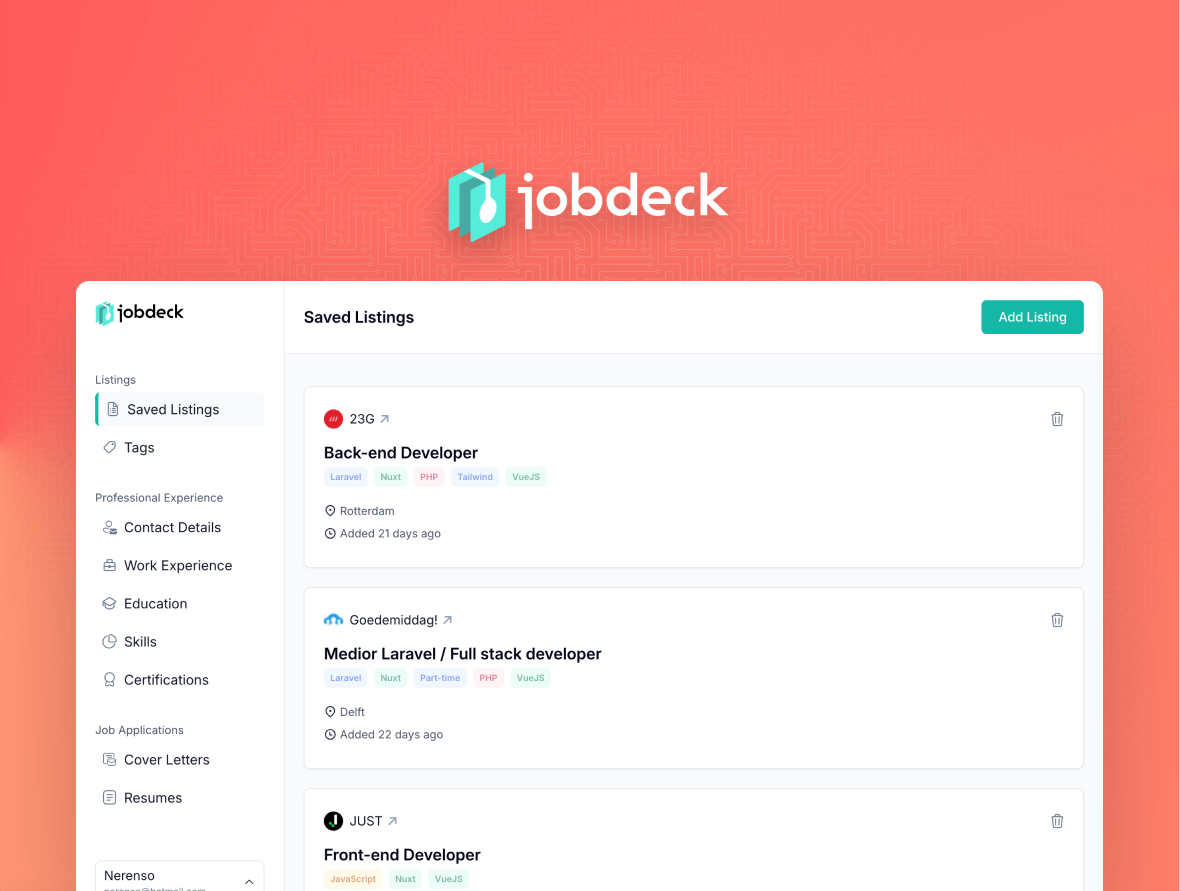 jobdeck
jobdeck
Listings
Saved Listings
Tags
Professional Experience
Contact Details
Work Experience
Education
Skills
Certifications
Job Applications
Cover Letters
Resumes
Nerenso
Saved Listings
Add Listing
23G
Back-end Developer
Laravel Nuxt PHP Tailwind VueJS
Rotterdam
Added 21 days ago
Goedemiddag!
Medior Laravel / Full stack developer
Laravel Nuxt Part-time PHP VueJS
Delft
Added 22 days ago
JUST
Front-end Developer
JavaScript Nuxt VueJS